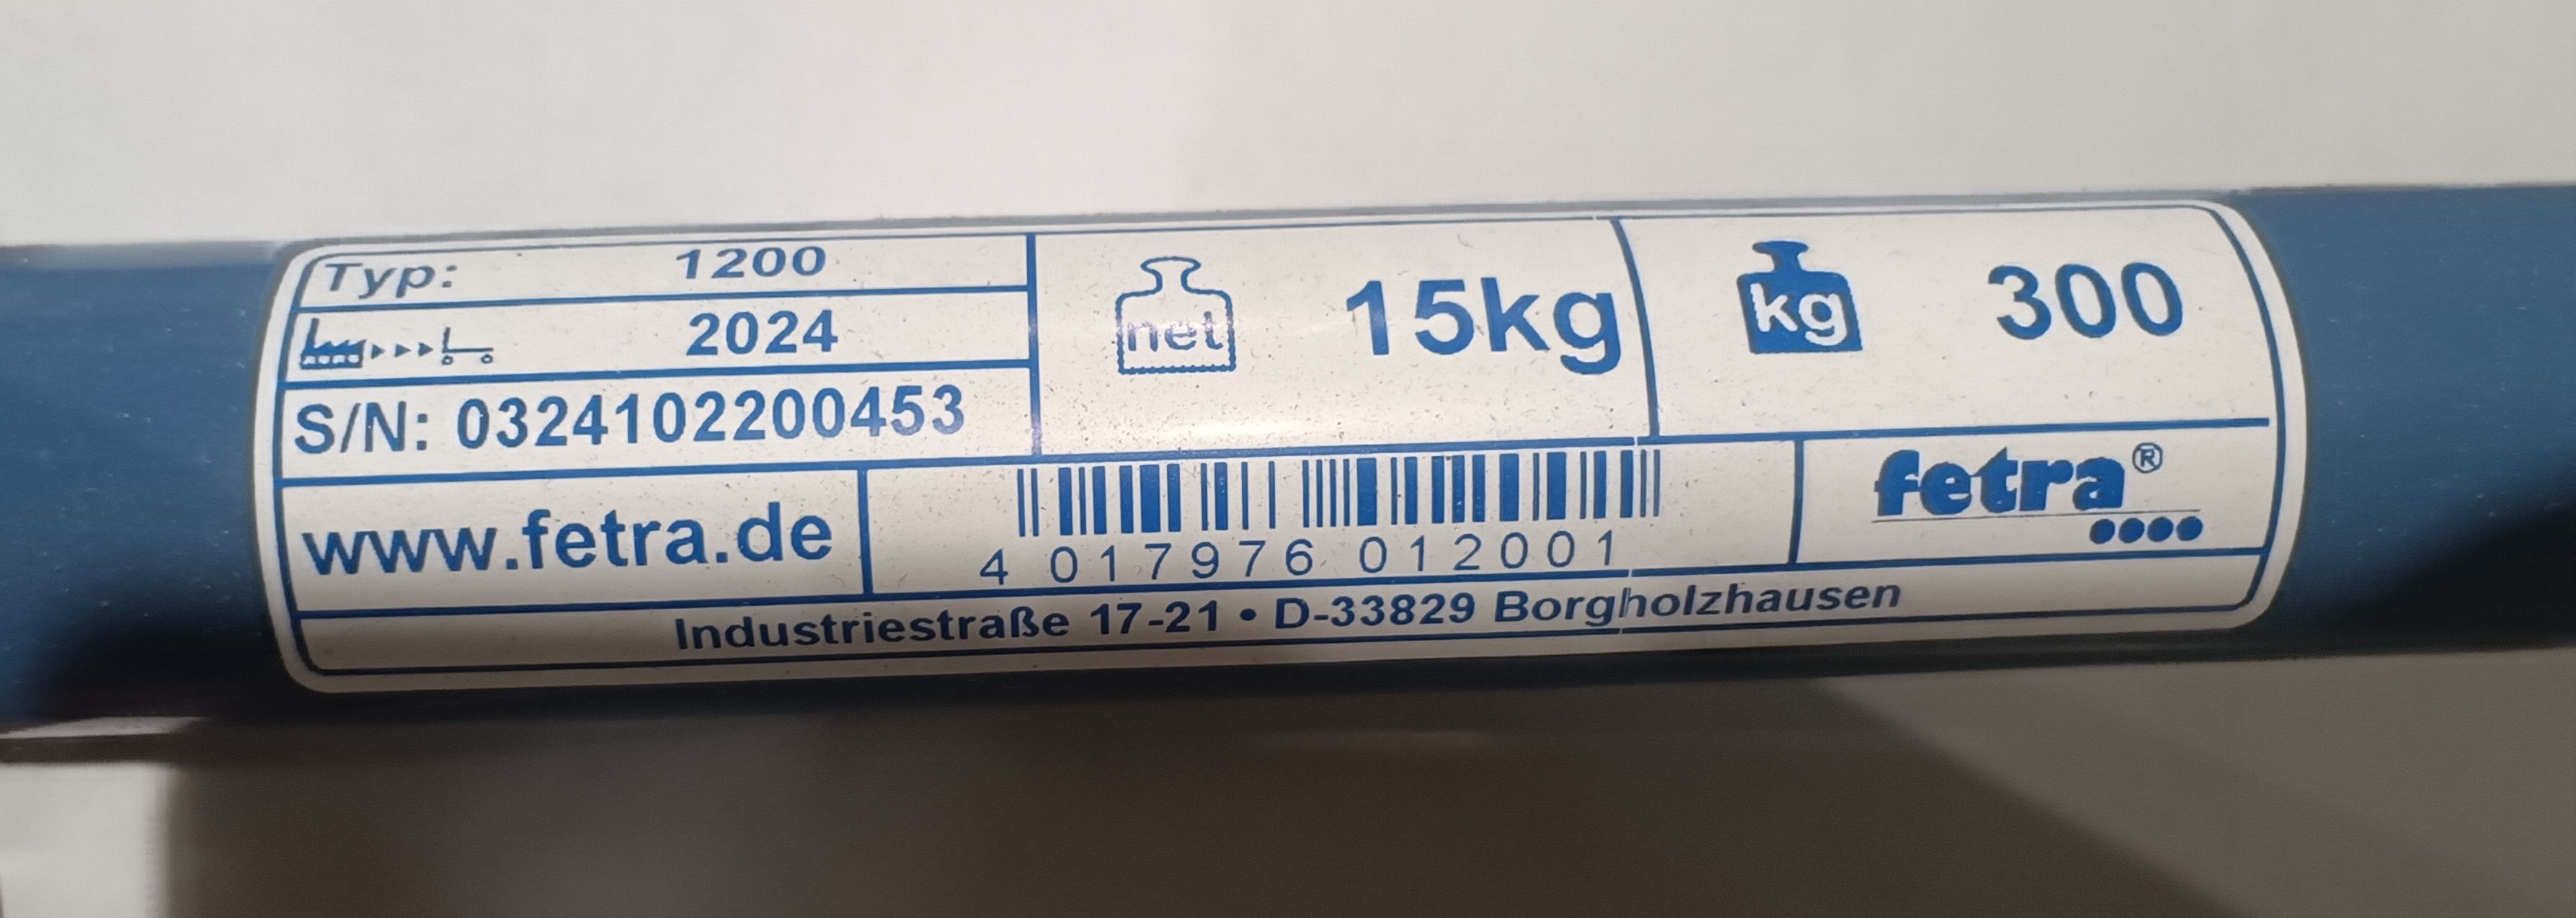 Typ: 1200
2024
S/N: 0324102200453
net 15kg
kg 300
www.fetra.de
4 017976 012001
fetra®
Industriestraße 17-21 • D-33829 Borgholzhausen